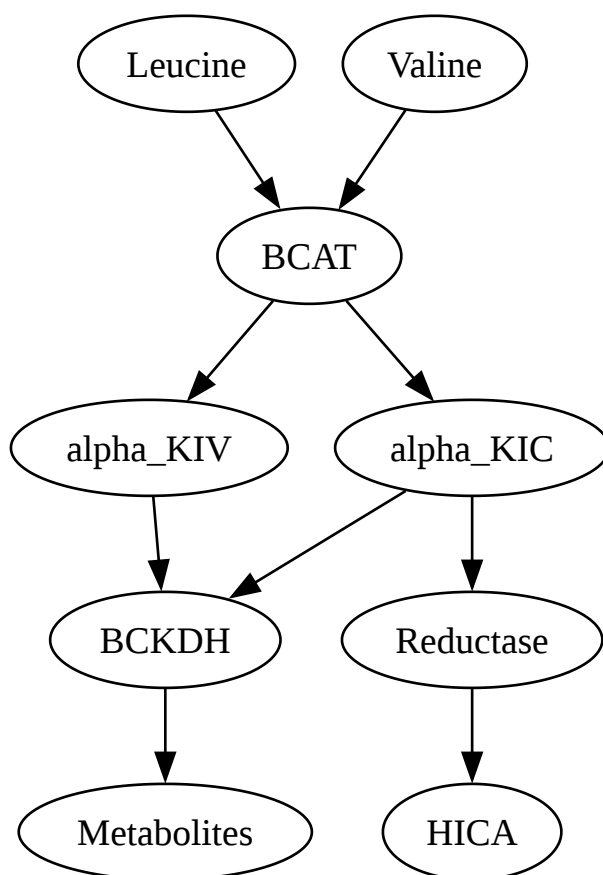 Leucine
Valine
BCAT
alpha_KIV
alpha_KIC
BCKDH
Reductase
Metabolites
HICA